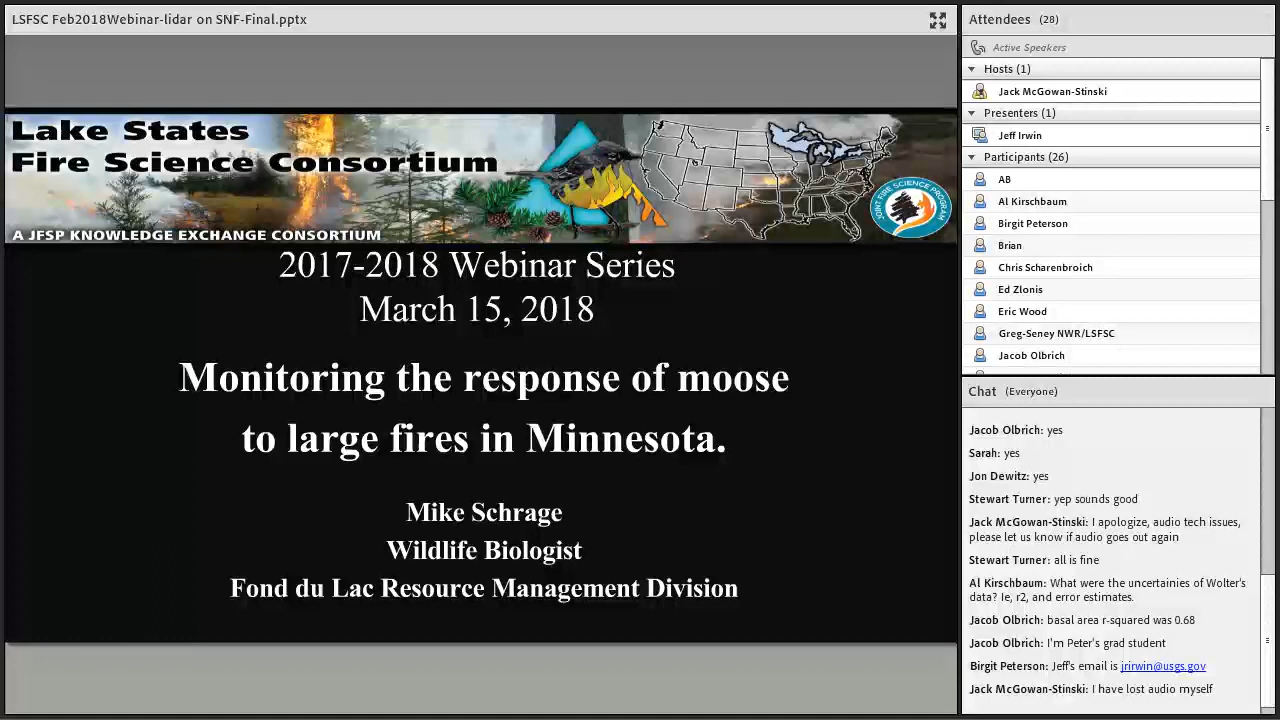 LSFSC Feb2018Webinar-lidar on SNF-Final.pptx
Lake States
Fire Science Consortium
A JFSP KNOWLEDGE EXCHANGE CONSORTIUM
JOINT FIRE SCIENCE PROGRAM
2017-2018 Webinar Series
March 15, 2018
Monitoring the response of moose
to large fires in Minnesota.
Mike Schrage
Wildlife Biologist
Fond du Lac Resource Management Division
Attendees (28)
Active Speakers
Hosts (1)
Jack McGowan-Stinski
Presenters (1)
Jeff Irwin
Participants (26)
AB
Al Kirschbaum
Birgit Peterson
Brian
Chris Scharenbroich
Ed Zlonis
Eric Wood
Greg-Seney NWR/LSFSC
Jacob Olbrich
Chat (Everyone)
Jacob Olbrich: yes
Sarah: yes
Jon Dewitz: yes
Stewart Turner: yep sounds good
Jack McGowan-Stinski: I apologize, audio tech issues,
please let us know if audio goes out again
Stewart Turner: all is fine
Al Kirschbaum: What were the uncertainies of Wolter's
data? Ie, r2, and error estimates.
Jacob Olbrich: basal area r-squared was 0.68
Jacob Olbrich: I'm Peter's grad student
Birgit Peterson: Jeff's email is jrirwin@usgs.gov
Jack McGowan-Stinski: I have lost audio myself